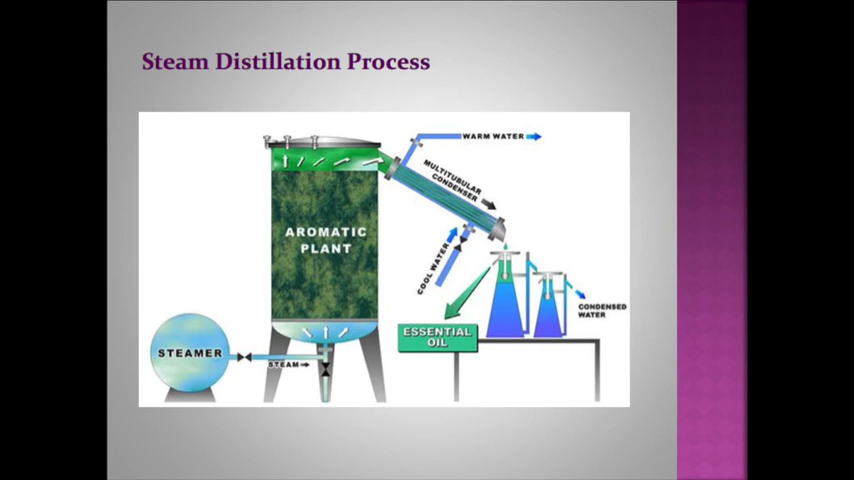 Steam Distillation Process
WARM WATER
MULTITUBULAR
CONDENSER
AROMATIC
PLANT
COOL WATER
CONDENSED
WATER
ESSENTIAL
OIL
STEAMER
STEAM